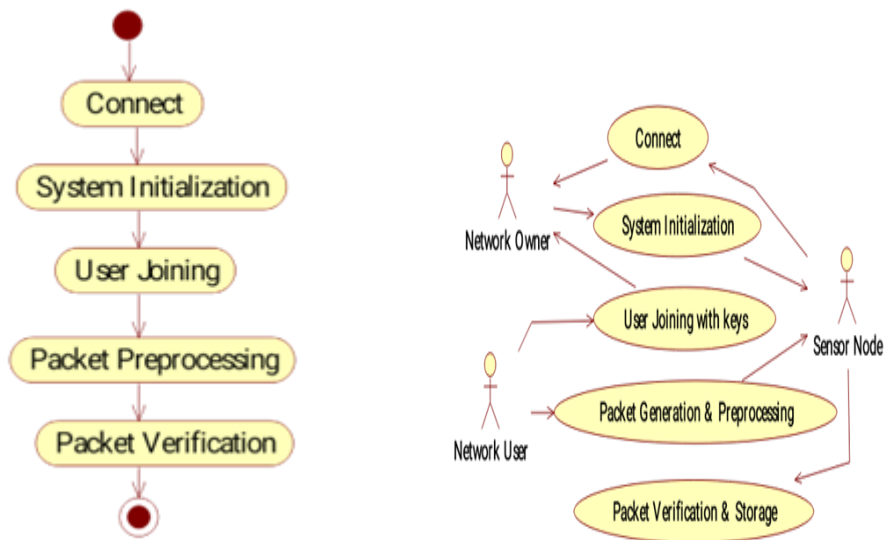 Connect
System Initialization
User Joining
Packet Preprocessing
Packet Verification
Connect
Network Owner
System Initialization
User Joining with keys
Sensor Node
Packet Generation & Preprocessing
Network User
Packet Verification & Storage